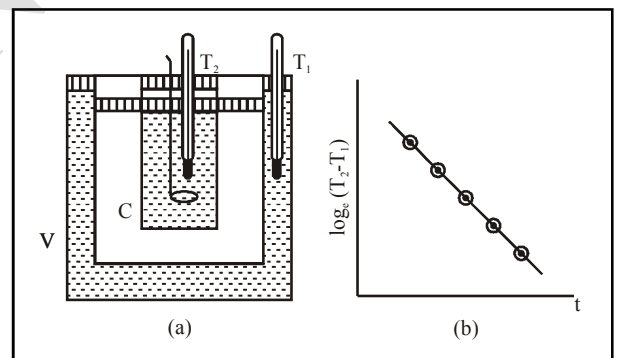 T₂
T₁
C
V
(a)
logₑ (T₂-T₁)
t
(b)